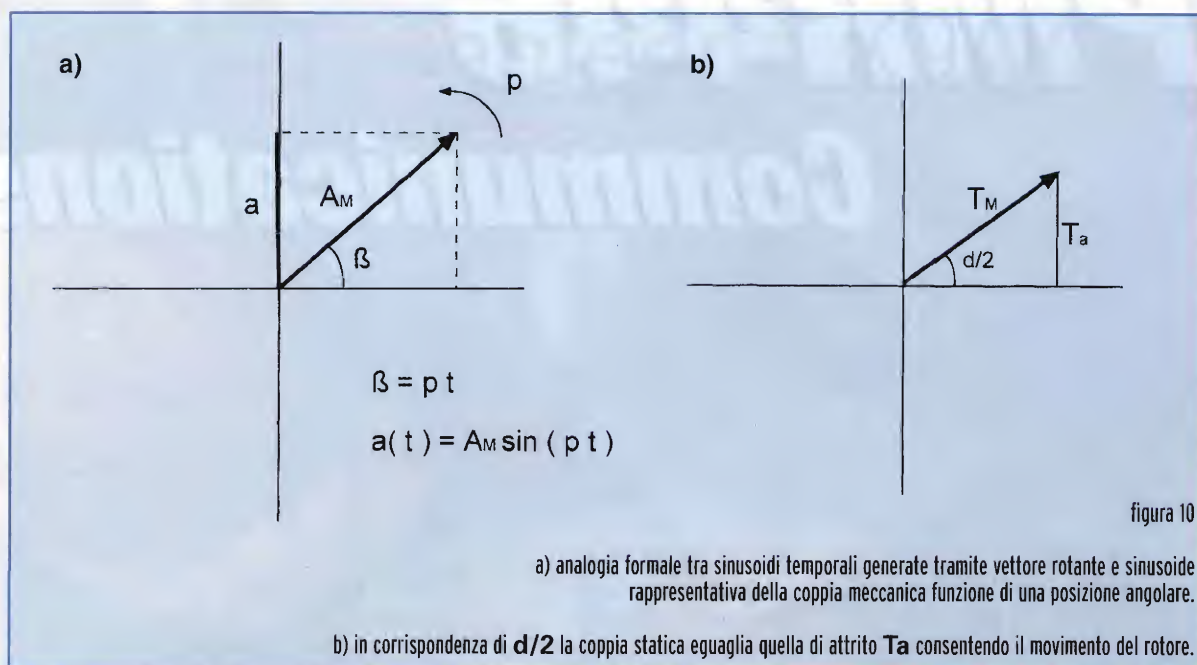 a)
p
a
AM
ß
ß = p t
a( t ) = AM sin ( p t )
b)
TM
Ta
d/2
figura 10
a) analogia formale tra sinusoidi temporali generate tramite vettore rotante e sinusoide
rappresentativa della coppia meccanica funzione di una posizione angolare.
b) in corrispondenza di d/2 la coppia statica eguaglia quella di attrito Ta consentendo il movimento del rotore.
Communications